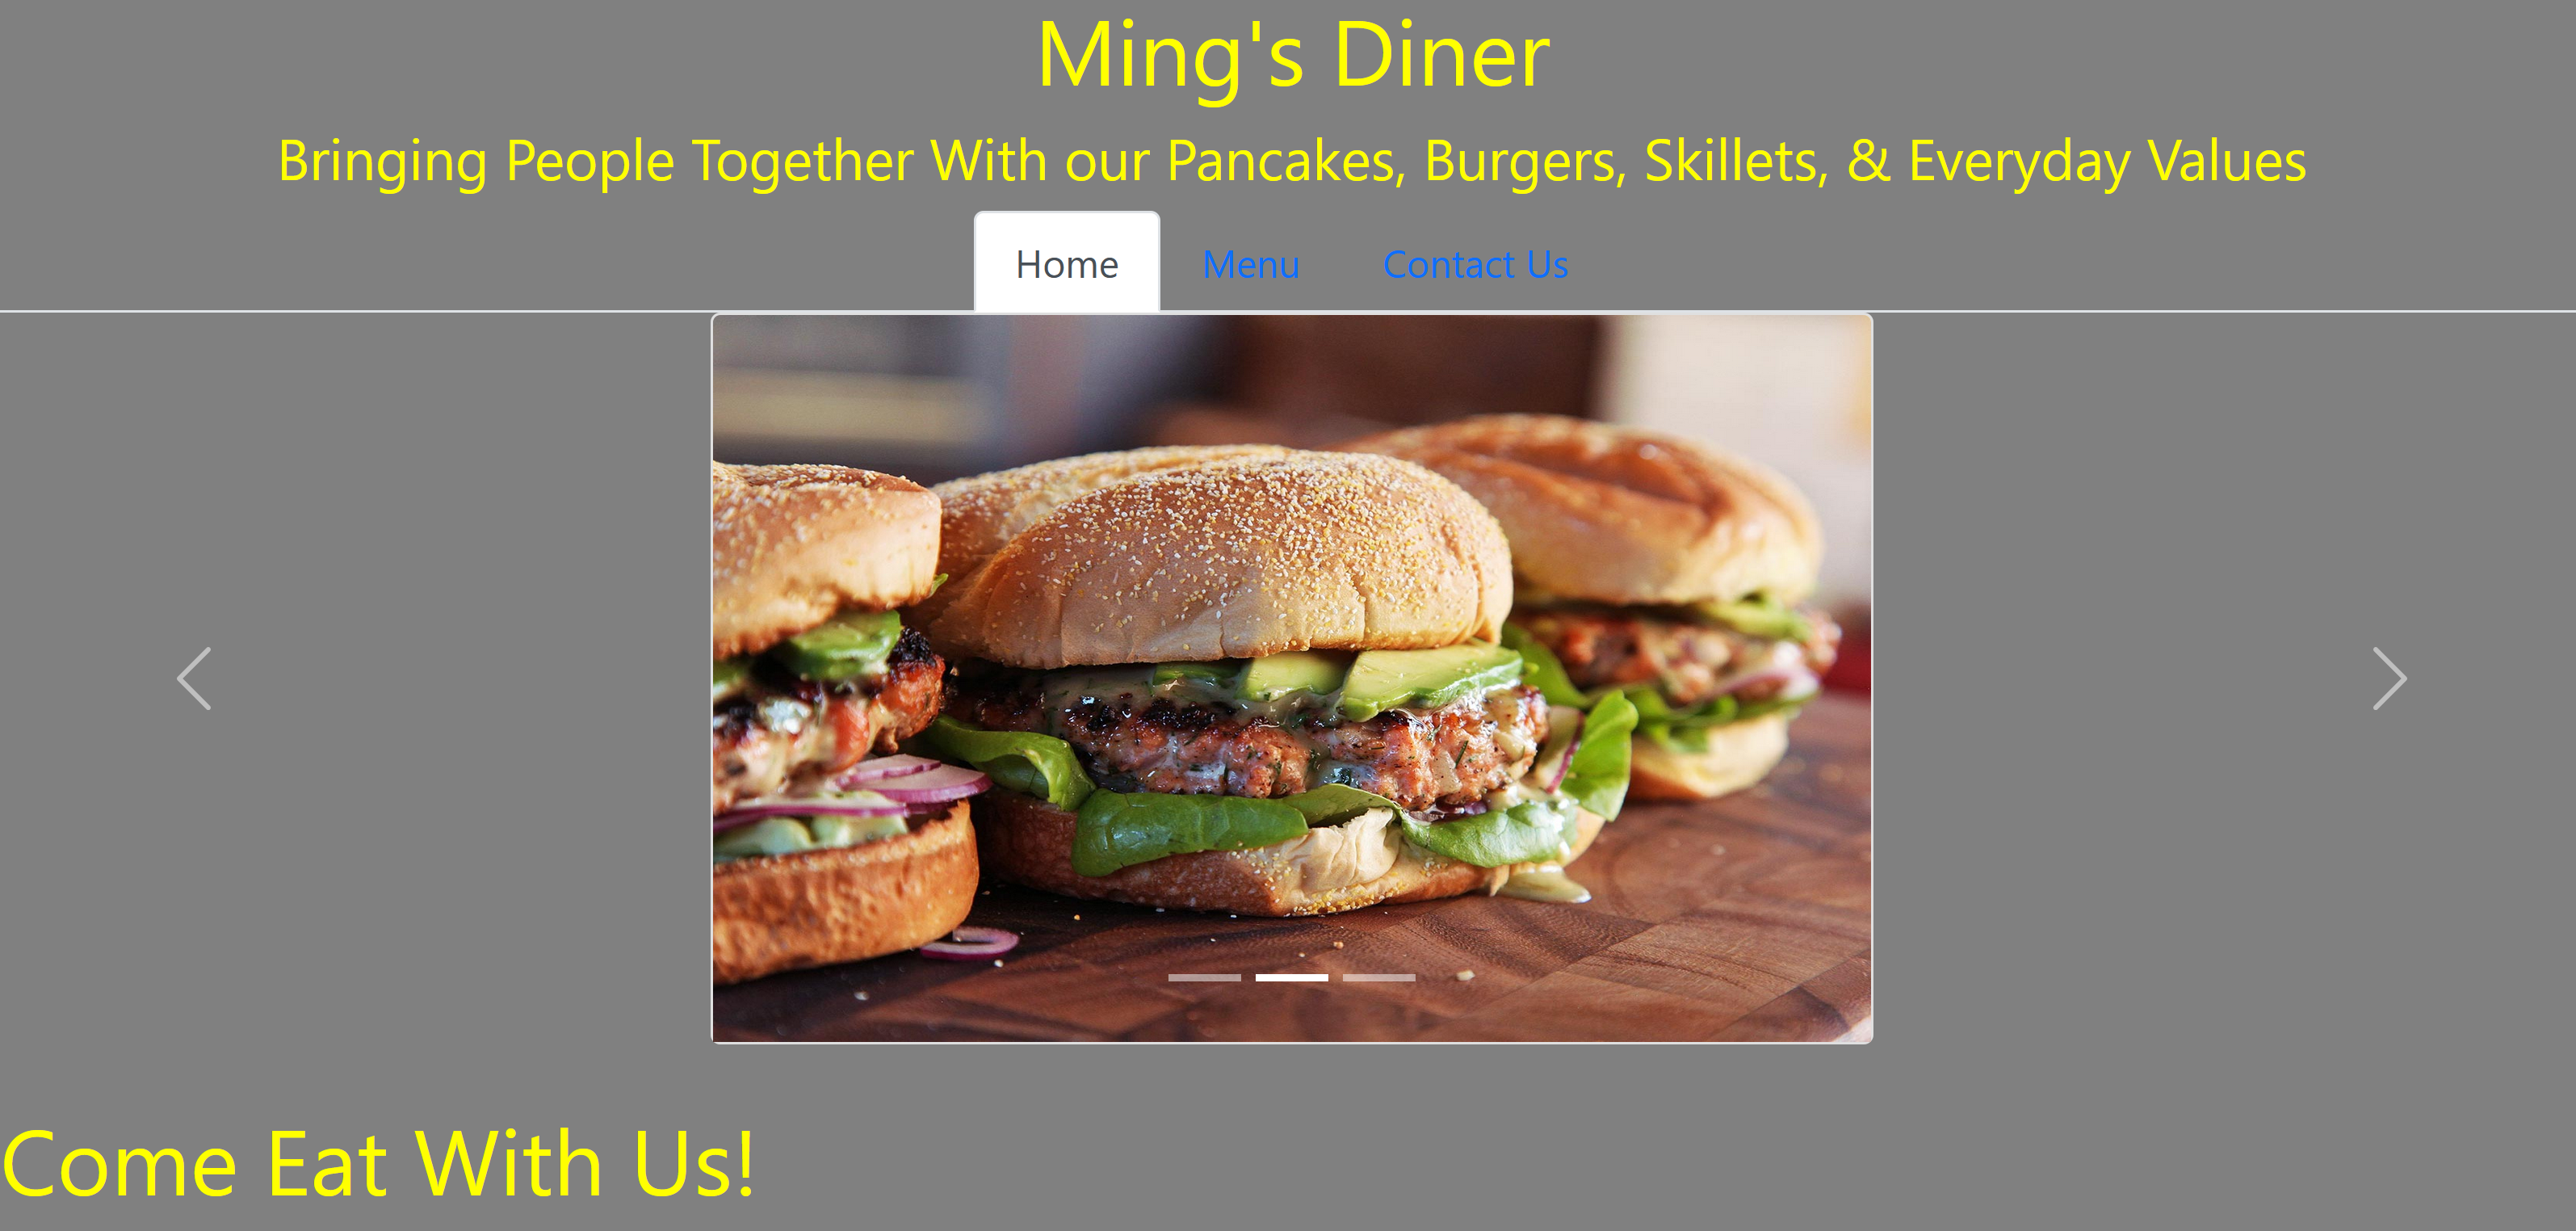 Ming's Diner
Bringing People Together With our Pancakes, Burgers, Skillets, & Everyday Values
Home Menu Contact Us
Come Eat With Us!